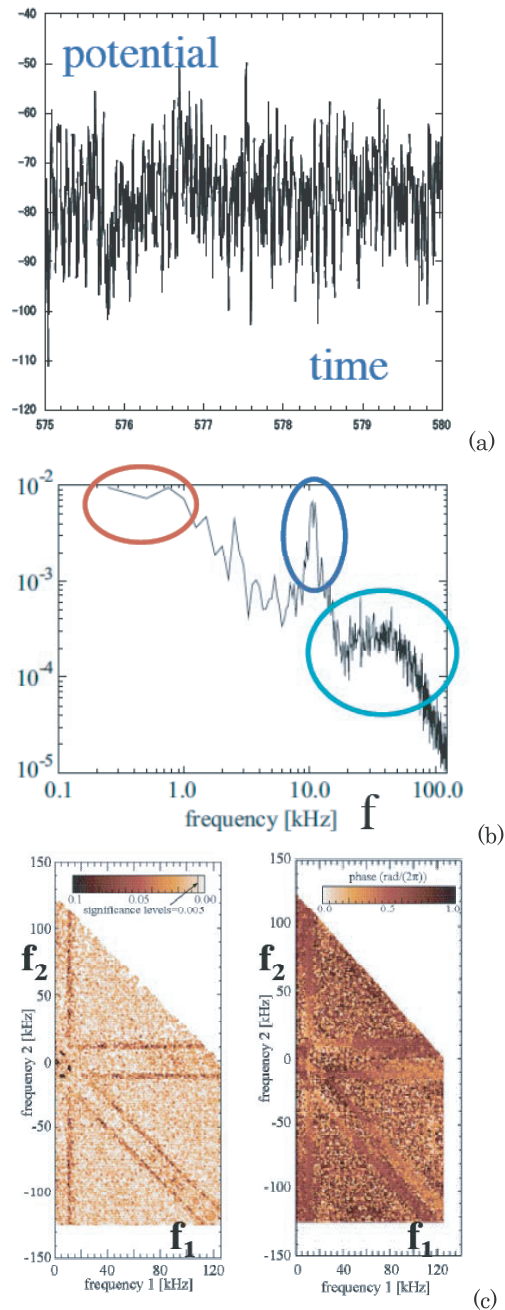 -40
potential
-50
-60
-70
-80
-90
-100
time
-110
-120
575 576 577 578 579 580
(a)
10-2
10-3
10-4
10-5
0.1 1.0 10.0 100.0
frequency [kHz] f
(b)
150
0.1 0.05 0.00
significance levels=0.005
100
f2
50
frequency 2 [kHz]
0
-50
-100
f1
-150
0 40 80 120
frequency 1 [kHz]
150
phase (rad/(2π))
0.0 0.5 1.0
100
f2
50
frequency 2 [kHz]
0
-50
-100
f1
-150
0 40 80 120
frequency 1 [kHz]
(c)